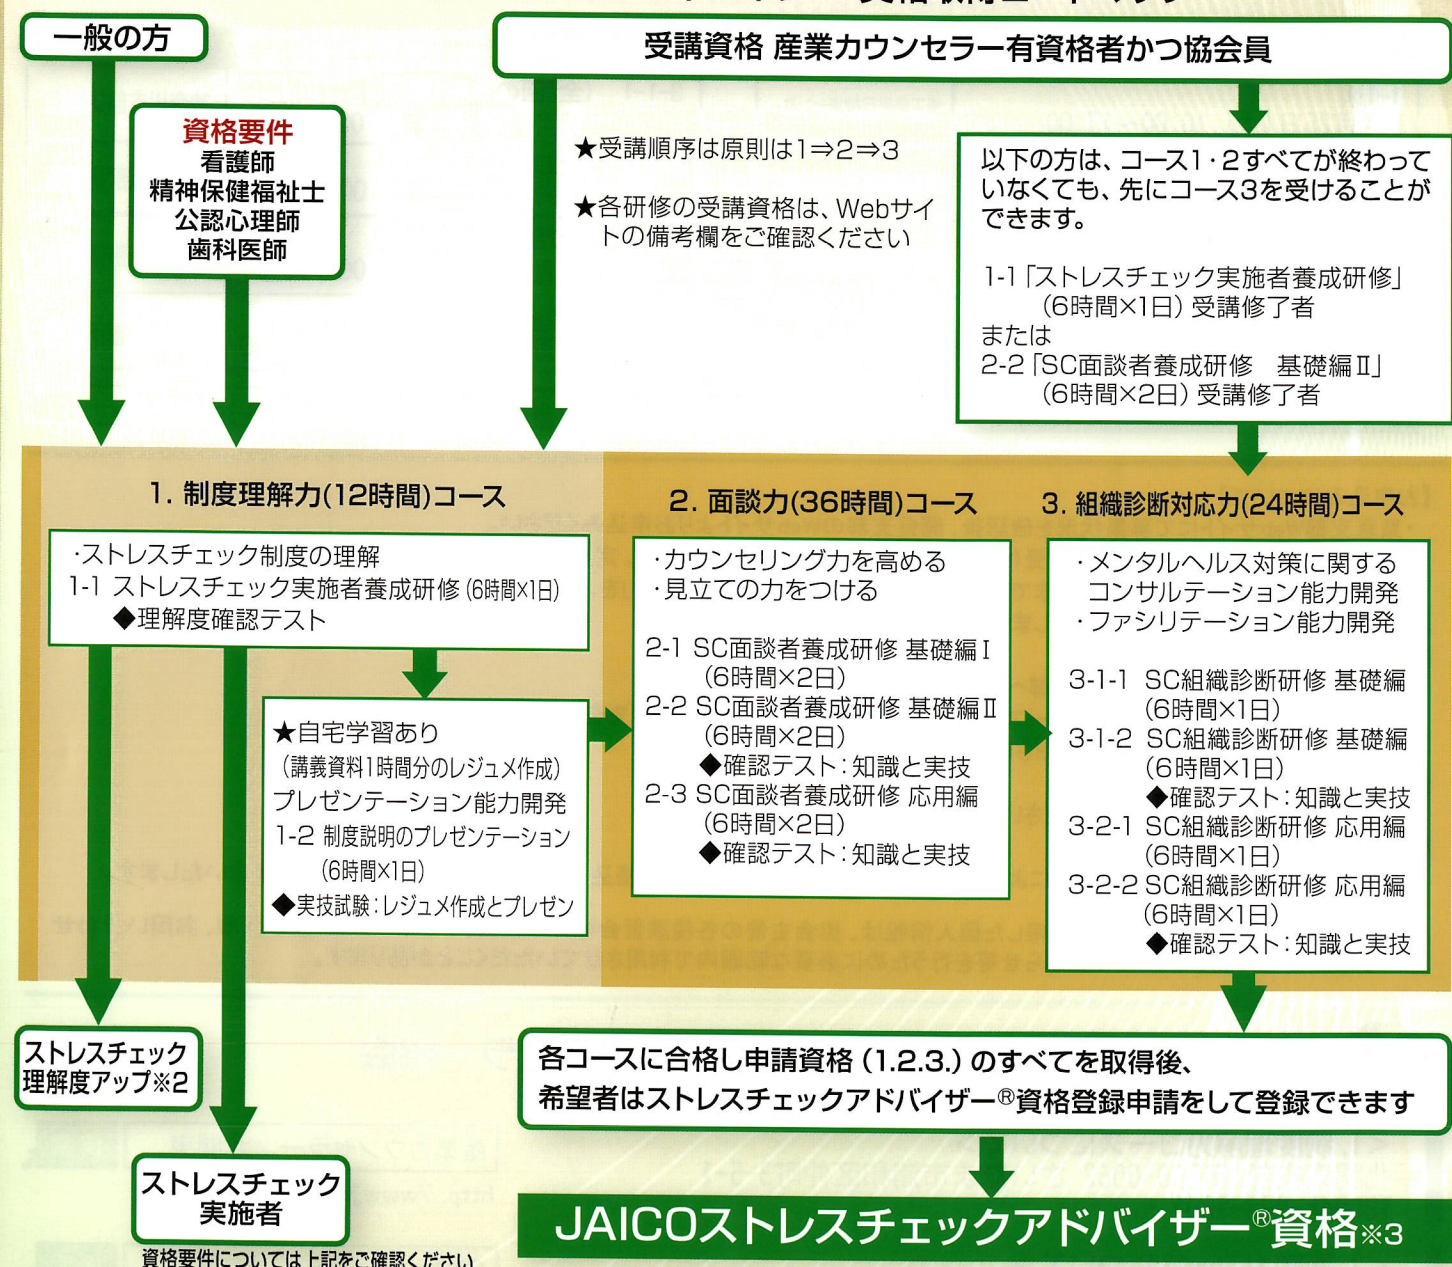 一般の方
受講資格 産業カウンセラー有資格者かつ協会員
資格要件
看護師
精神保健福祉士
公認心理師
歯科医師
★受講順序は原則は1⇒2⇒3
★各研修の受講資格は、Webサイ
トの備考欄をご確認ください
以下の方は、コース1・2すべてが終わって
いなくても、先にコース3を受けることが
できます。
1-1「ストレスチェック実施者養成研修」
(6時間×1日)受講修了者
または
2-2「SC面談者養成研修 基礎編Ⅱ」
(6時間×2日)受講修了者
1. 制度理解力(12時間)コース
・ストレスチェック制度の理解
1-1 ストレスチェック実施者養成研修(6時間×1日)
◆理解度確認テスト
★自宅学習あり
(講義資料1時間分のレジュメ作成)
プレゼンテーション能力開発
1-2 制度説明のプレゼンテーション
(6時間×1日)
◆実技試験:レジュメ作成とプレゼン
2. 面談力(36時間)コース
・カウンセリング力を高める
・見立ての力をつける
2-1 SC面談者養成研修 基礎編Ⅰ
(6時間×2日)
2-2 SC面談者養成研修 基礎編Ⅱ
(6時間×2日)
◆確認テスト:知識と実技
2-3 SC面談者養成研修 応用編
(6時間×2日)
◆確認テスト:知識と実技
3. 組織診断対応力(24時間)コース
・メンタルヘルス対策に関する
コンサルテーション能力開発
・ファシリテーション能力開発
3-1-1 SC組織診断研修 基礎編
(6時間×1日)
3-1-2 SC組織診断研修 基礎編
(6時間×1日)
◆確認テスト:知識と実技
3-2-1 SC組織診断研修 応用編
(6時間×1日)
3-2-2 SC組織診断研修 応用編
(6時間×1日)
◆確認テスト:知識と実技
ストレスチェック
理解度アップ※2
ストレスチェック
実施者
資格要件については上記をご確認ください
各コースに合格し申請資格(1.2.3.)のすべてを取得後、
希望者はストレスチェックアドバイザー®資格登録申請をして登録できます
JAICOストレスチェックアドバイザー®資格※3